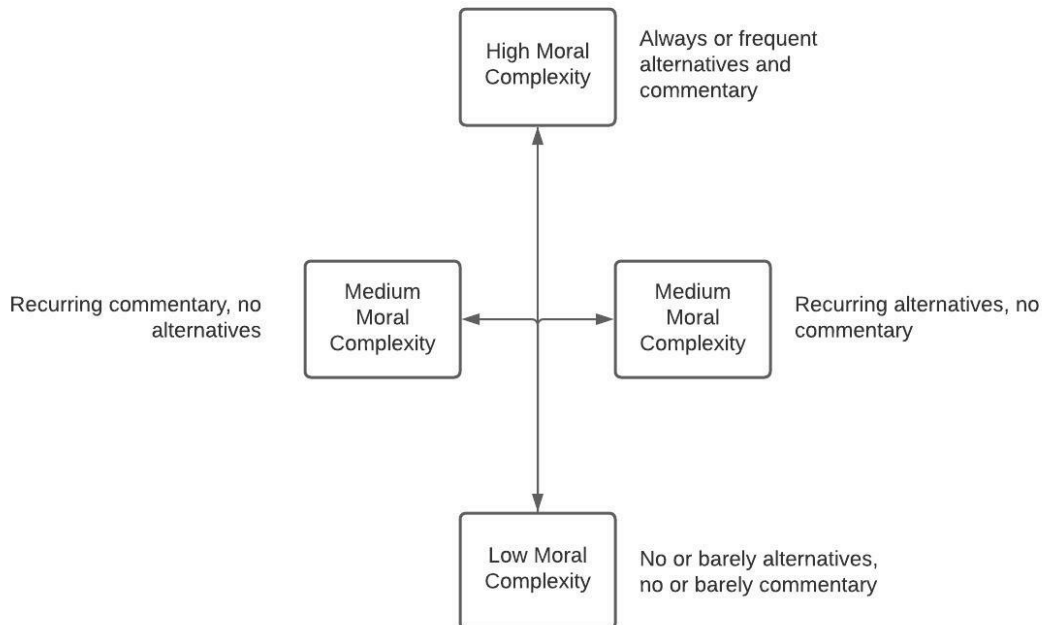 High Moral
Complexity
Always or frequent
alternatives and
commentary
Recurring commentary, no
alternatives
Medium
Moral
Complexity
Medium
Moral
Complexity
Recurring alternatives, no
commentary
Low Moral
Complexity
No or barely alternatives,
no or barely commentary